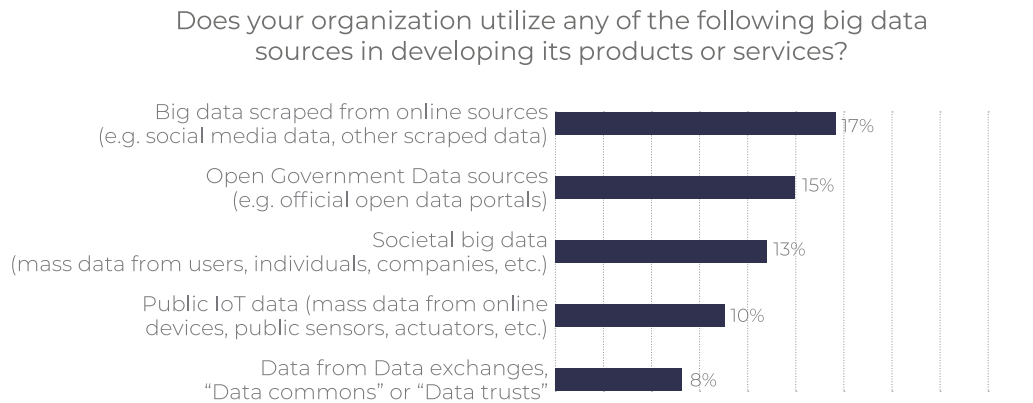 Does your organization utilize any of the following big data
sources in developing its products or services?
Big data scraped from online sources
(e.g. social media data, other scraped data)
17%
Open Government Data sources
(e.g. official open data portals)
15%
Societal big data
(mass data from users, individuals, companies, etc.)
13%
Public IoT data (mass data from online
devices, public sensors, actuators, etc.)
10%
Data from Data exchanges,
“Data commons” or “Data trusts”
8%